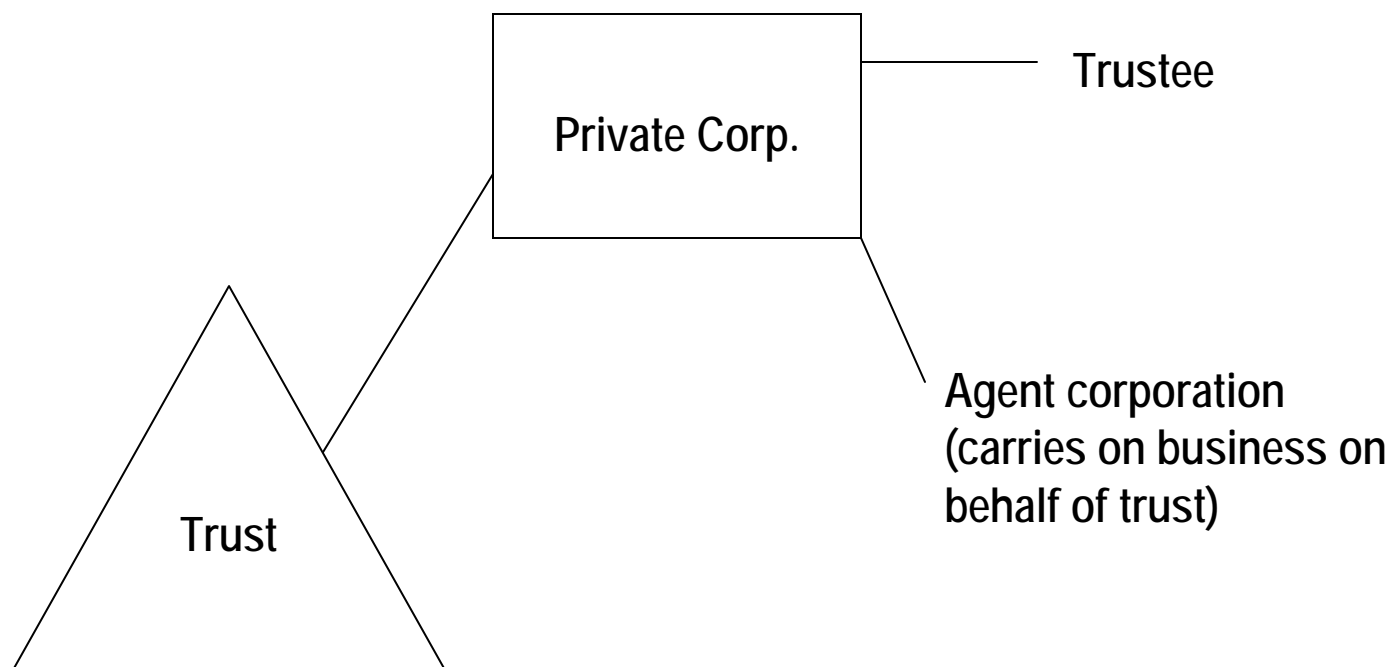 Trustee
Private Corp.
Agent corporation
(carries on business on
behalf of trust)
Trust